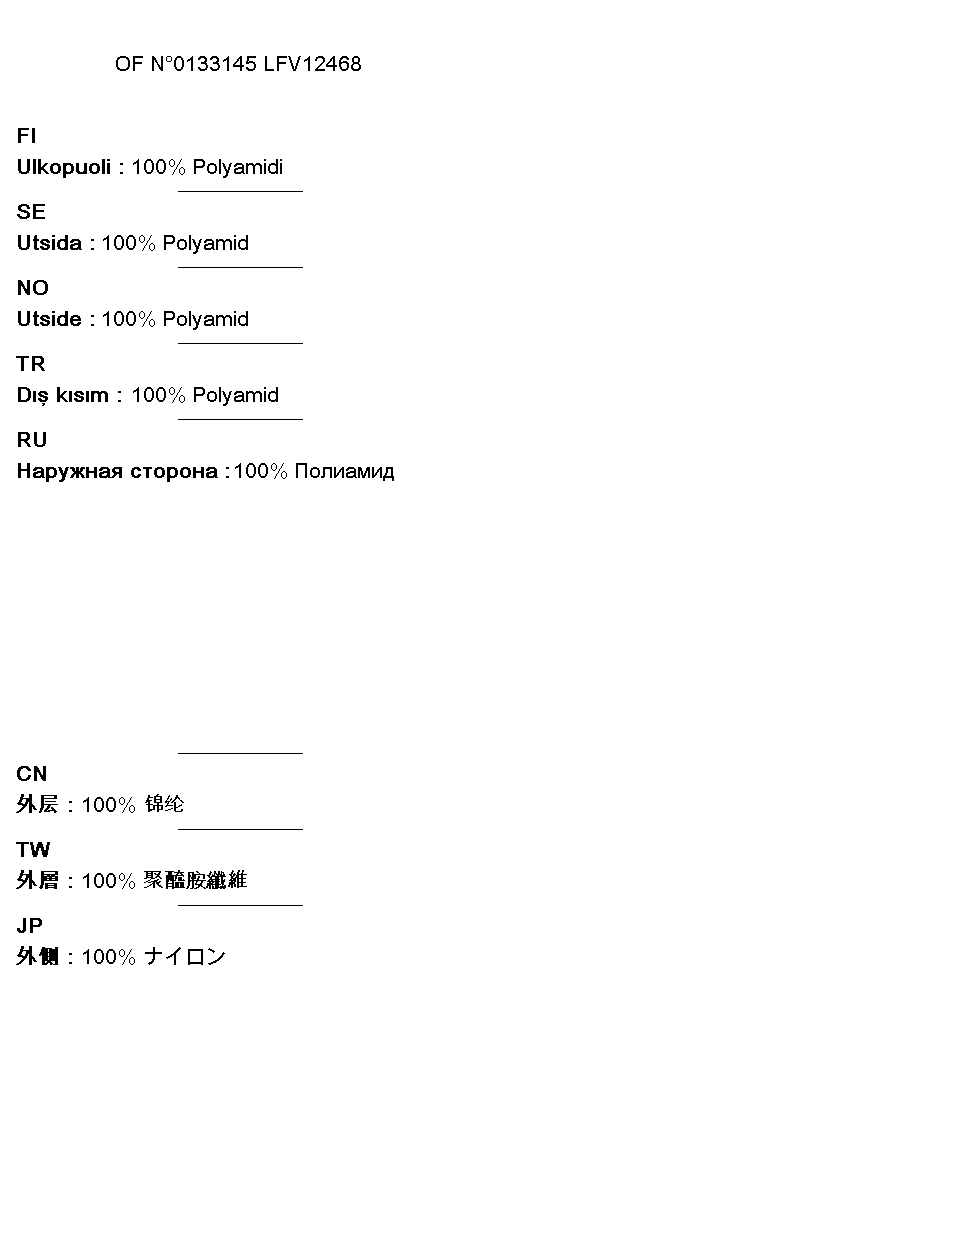 OF N°0133145 LFV12468
FI
Ulkopuoli : 100% Polyamidi
SE
Utsida : 100% Polyamid
NO
Utside : 100% Polyamid
TR
Dış kısım : 100% Polyamid
RU
Наружная сторона : 100% Полиамид
CN
外层 : 100% 锦纶
TW
外層 : 100% 聚醯胺纖維
JP
外側 : 100% ナイロン